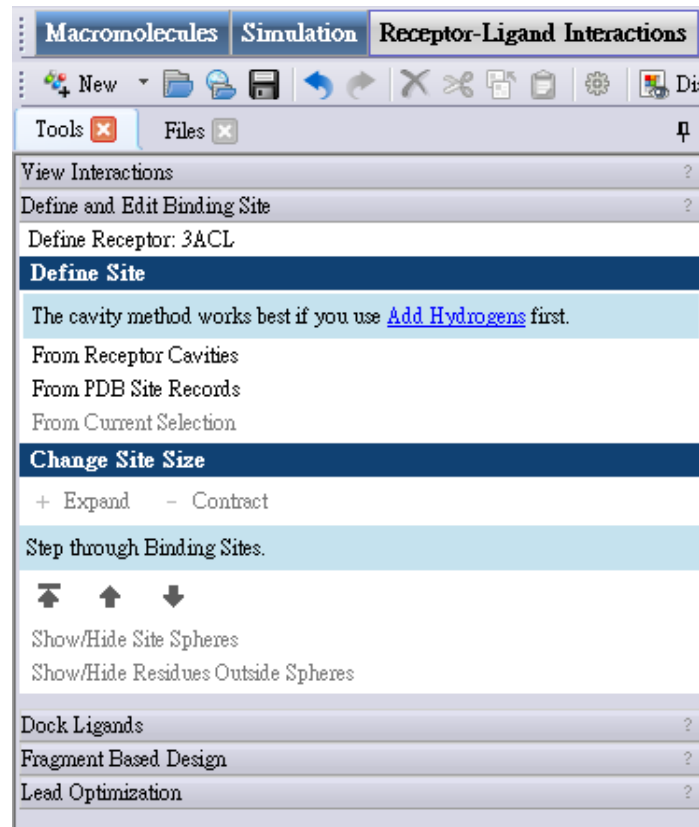 Macromolecules Simulation Receptor-Ligand Interactions
New Dis
Tools Files
View Interactions ?
Define and Edit Binding Site ?
Define Receptor: 3ACL
Define Site
The cavity method works best if you use Add Hydrogens first.
From Receptor Cavities
From PDB Site Records
From Current Selection
Change Site Size
+ Expand - Contract
Step through Binding Sites.
Show/Hide Site Spheres
Show/Hide Residues Outside Spheres
Dock Ligands ?
Fragment Based Design ?
Lead Optimization ?